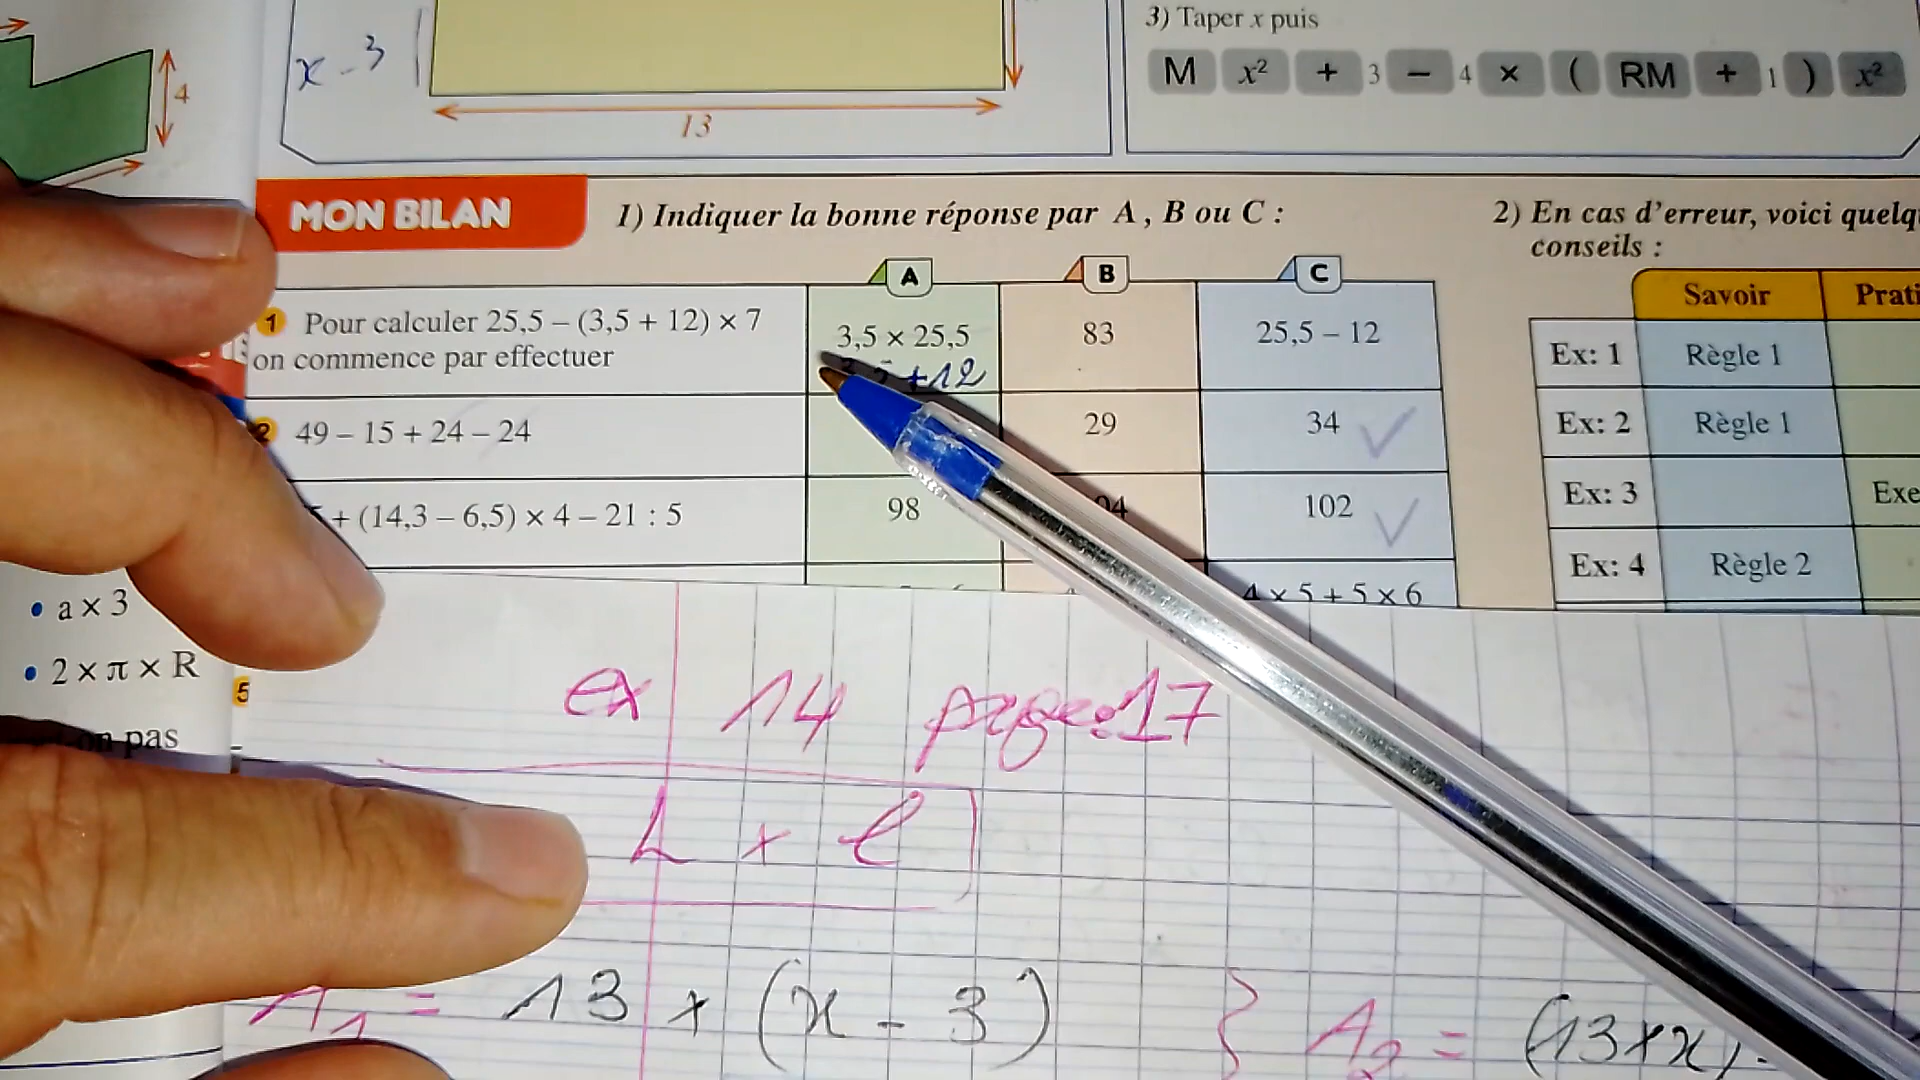 4
x - 3
13
3) Taper x puis
M x² + 3 − 4 × ( RM + 1 ) x²
MON BILAN
1) Indiquer la bonne réponse par A , B ou C :
A B C
1 Pour calculer 25,5 – (3,5 + 12) × 7
on commence par effectuer
3,5 × 25,5
+12
83
25,5 – 12
2 49 – 15 + 24 – 24
29
34 ✓
+ (14,3 – 6,5) × 4 – 21 : 5
98
102 ✓
4 × 5 + 5 × 6
2) En cas d'erreur, voici
conseils :
Savoir
Ex: 1 Règle 1
Ex: 2 Règle 1
Ex: 3
Ex: 4 Règle 2
• a × 3
• 2 × π × R
pas
5
ex 14 page:17
L × l
A₁ = 13 × (x - 3)
A₂ = (13 × x)